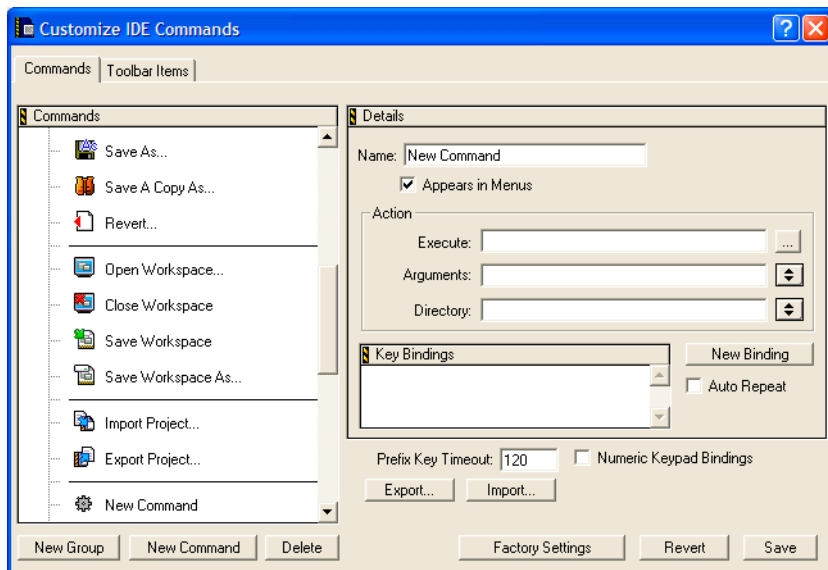 Customize IDE Commands
Commands
Toolbar Items
Commands
Save As...
Save A Copy As...
Revert...
Open Workspace...
Close Workspace
Save Workspace
Save Workspace As...
Import Project...
Export Project...
New Command
Details
Name: New Command
Appears in Menus
Action
Execute:
...
Arguments:
Directory:
Key Bindings
New Binding
Auto Repeat
Prefix Key Timeout: 120
Numeric Keypad Bindings
Export...
Import...
New Group
New Command
Delete
Factory Settings
Revert
Save